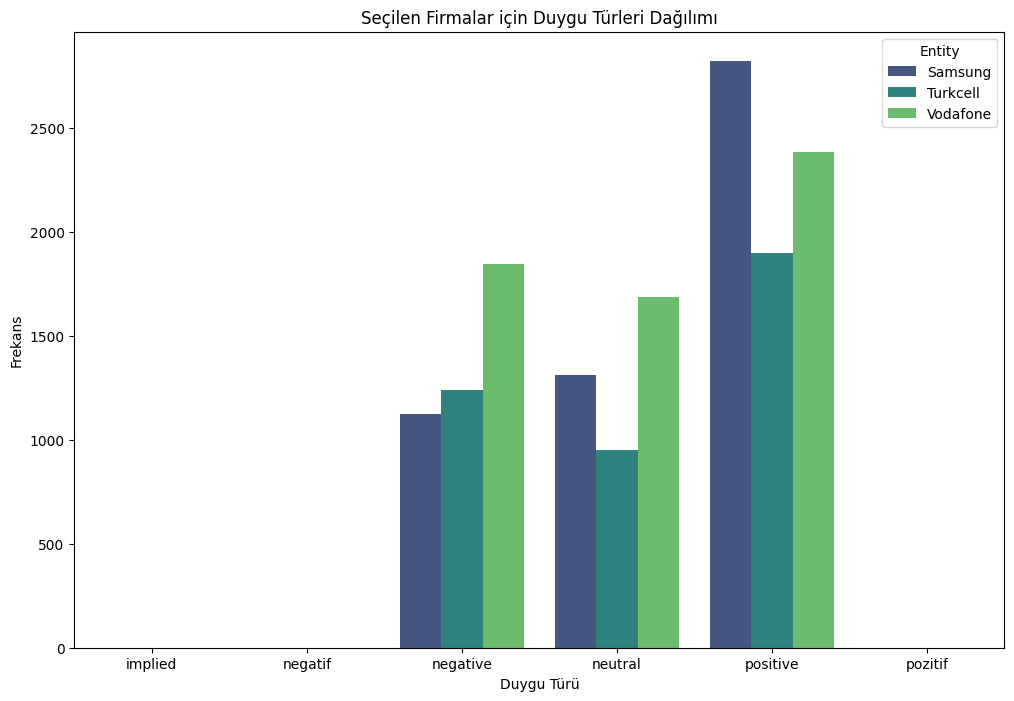 Seçilen Firmalar için Duygu Türleri Dağılımı
Entity
Samsung
Turkcell
Vodafone
Frekans
2500
2000
1500
1000
500
0
implied negatif negative neutral positive pozitif
Duygu Türü